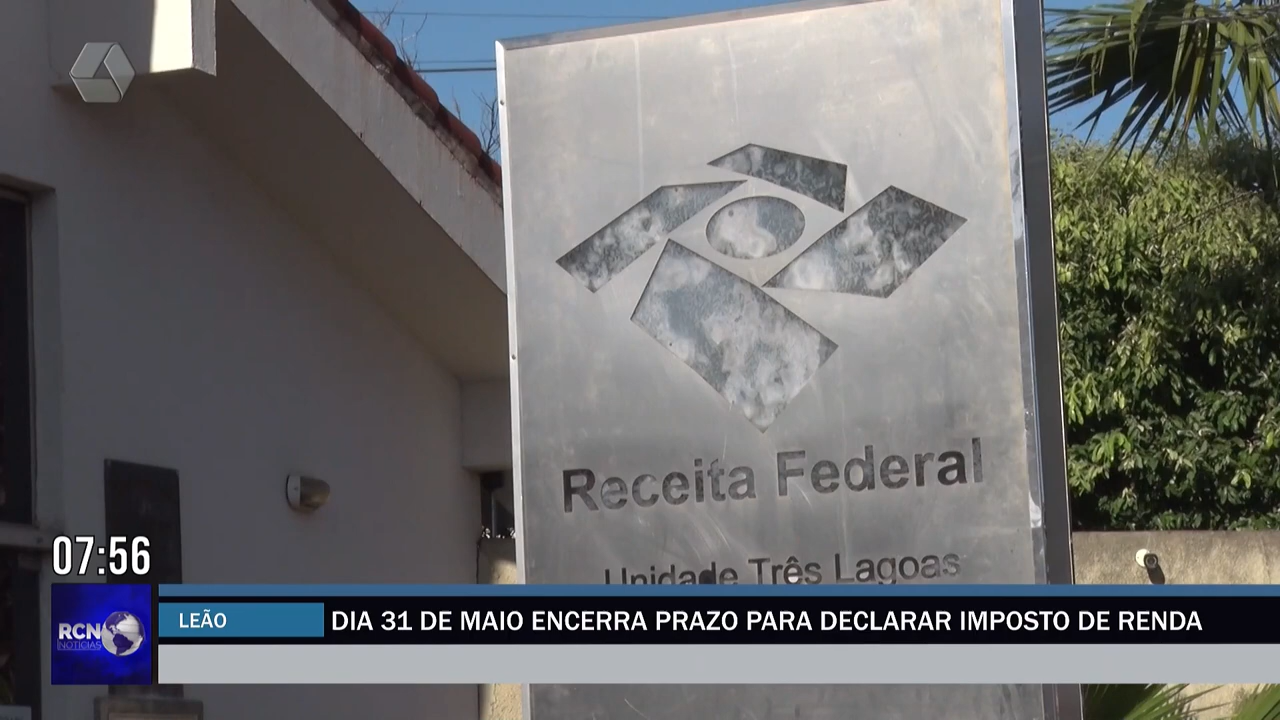 Receita Federal
Unidade Três Lagoas
07:56
RCN
NOTÍCIAS
LEÃO
DIA 31 DE MAIO ENCERRA PRAZO PARA DECLARAR IMPOSTO DE RENDA